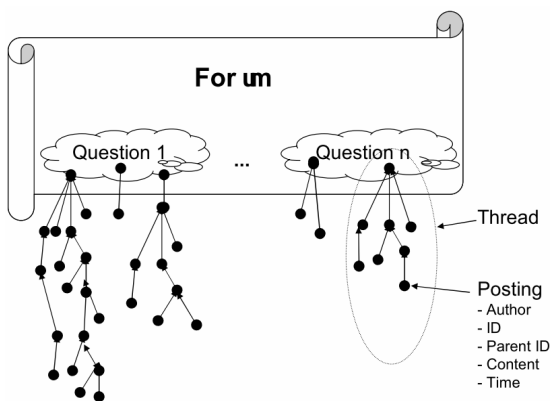 Forum
Question 1
...
Question n
Thread
Posting
- Author
- ID
- Parent ID
- Content
- Time